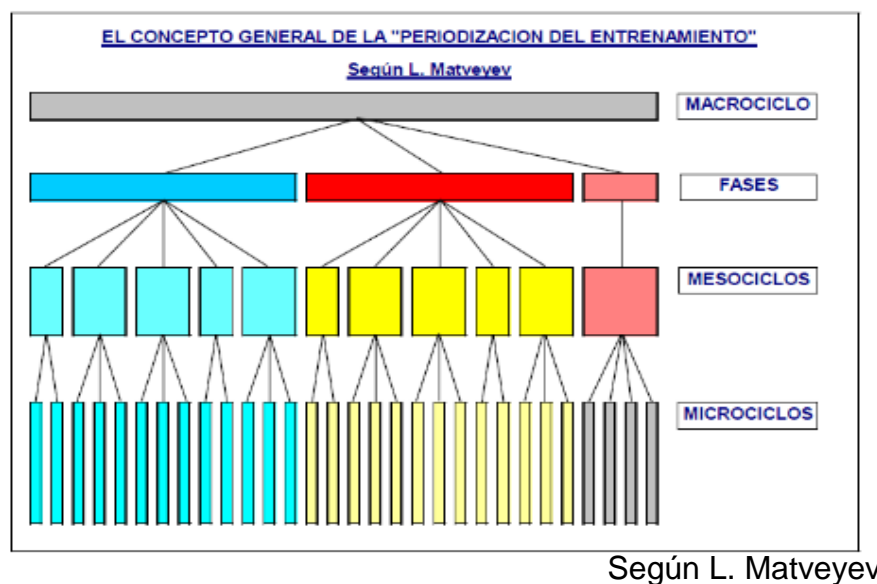 EL CONCEPTO GENERAL DE LA "PERIODIZACION DEL ENTRENAMIENTO"
Según L. Matveyev
MACROCICLO
FASES
MESOCICLOS
MICROCICLOS
Según L. Matveyev